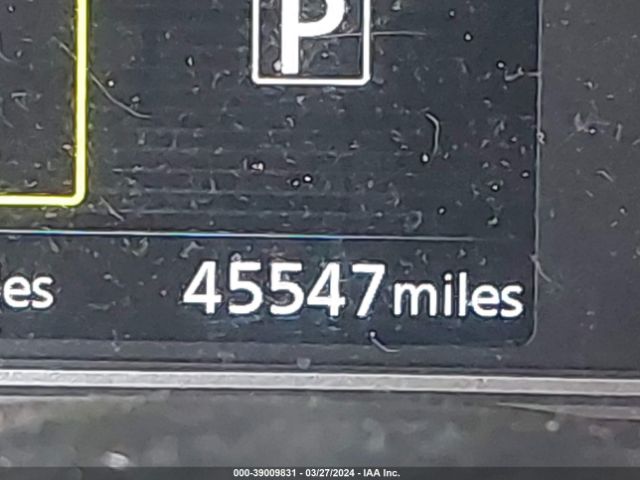 P
es 45547 miles
000-39009831 - 03/27/2024 - IAA Inc.